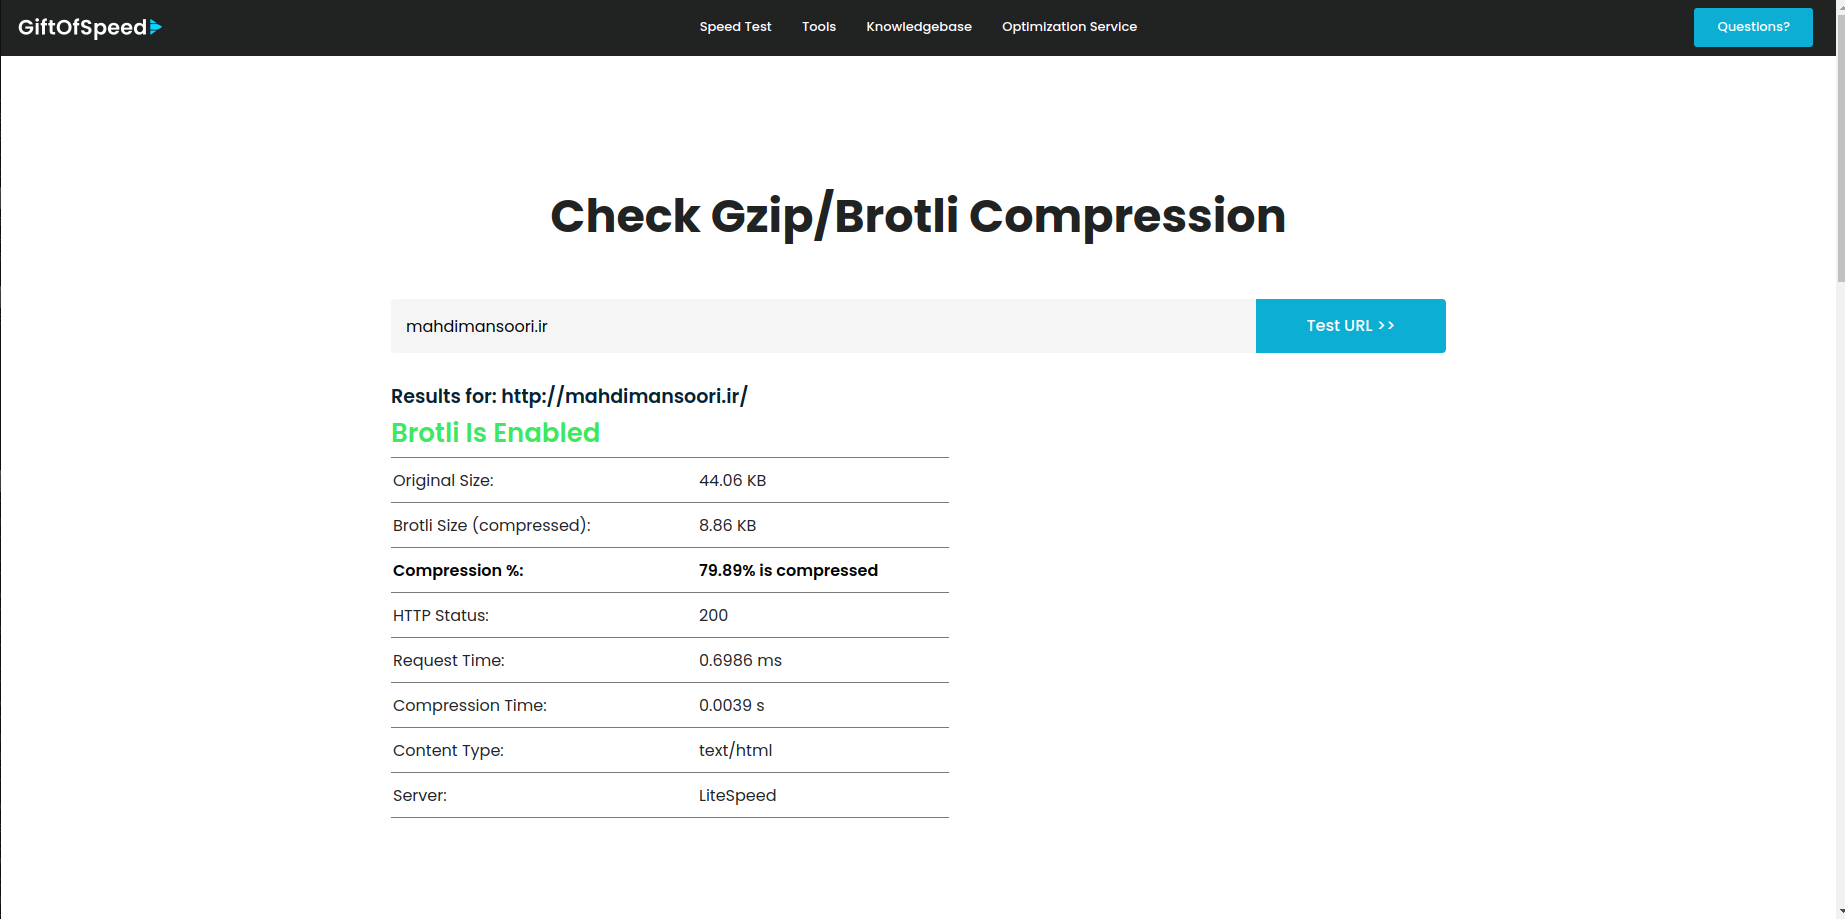 GiftOfSpeed
Speed Test Tools Knowledgebase Optimization Service
Questions?
Check Gzip/Brotli Compression
mahdimansoori.ir
Test URL >>
Results for: http://mahdimansoori.ir/
Brotli Is Enabled
Original Size: 44.06 KB
Brotli Size (compressed): 8.86 KB
Compression %: 79.89% is compressed
HTTP Status: 200
Request Time: 0.6986 ms
Compression Time: 0.0039 s
Content Type: text/html
Server: LiteSpeed